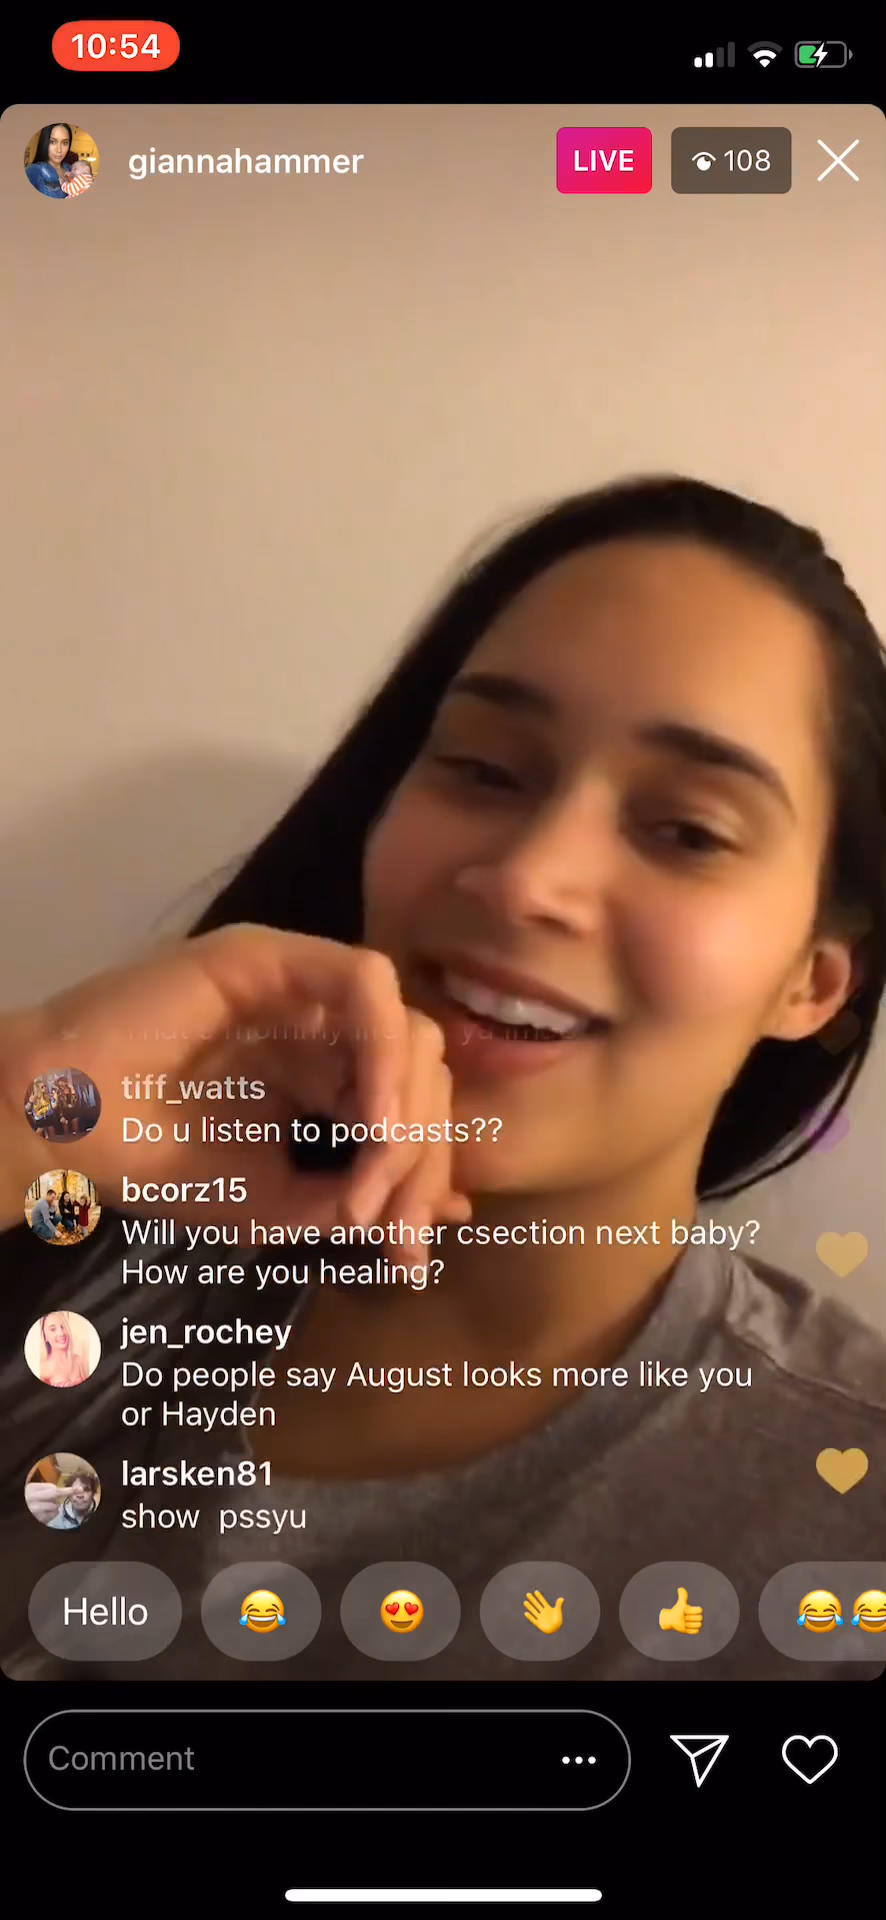 10:54
giannahammer
LIVE
108
tiff_watts
Do u listen to podcasts??
bcorz15
Will you have another csection next baby?
How are you healing?
jen_rochey
Do people say August looks more like you
or Hayden
larsken81
show pssyu
Hello
Comment